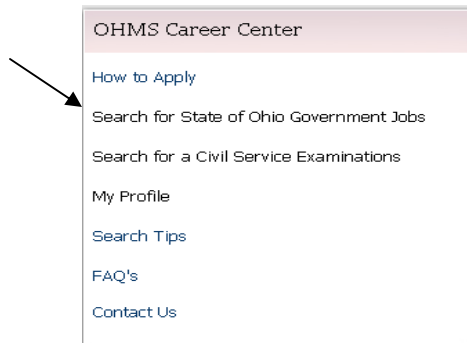 OHMS Career Center
How to Apply
Search for State of Ohio Government Jobs
Search for a Civil Service Examinations
My Profile
Search Tips
FAQ's
Contact Us